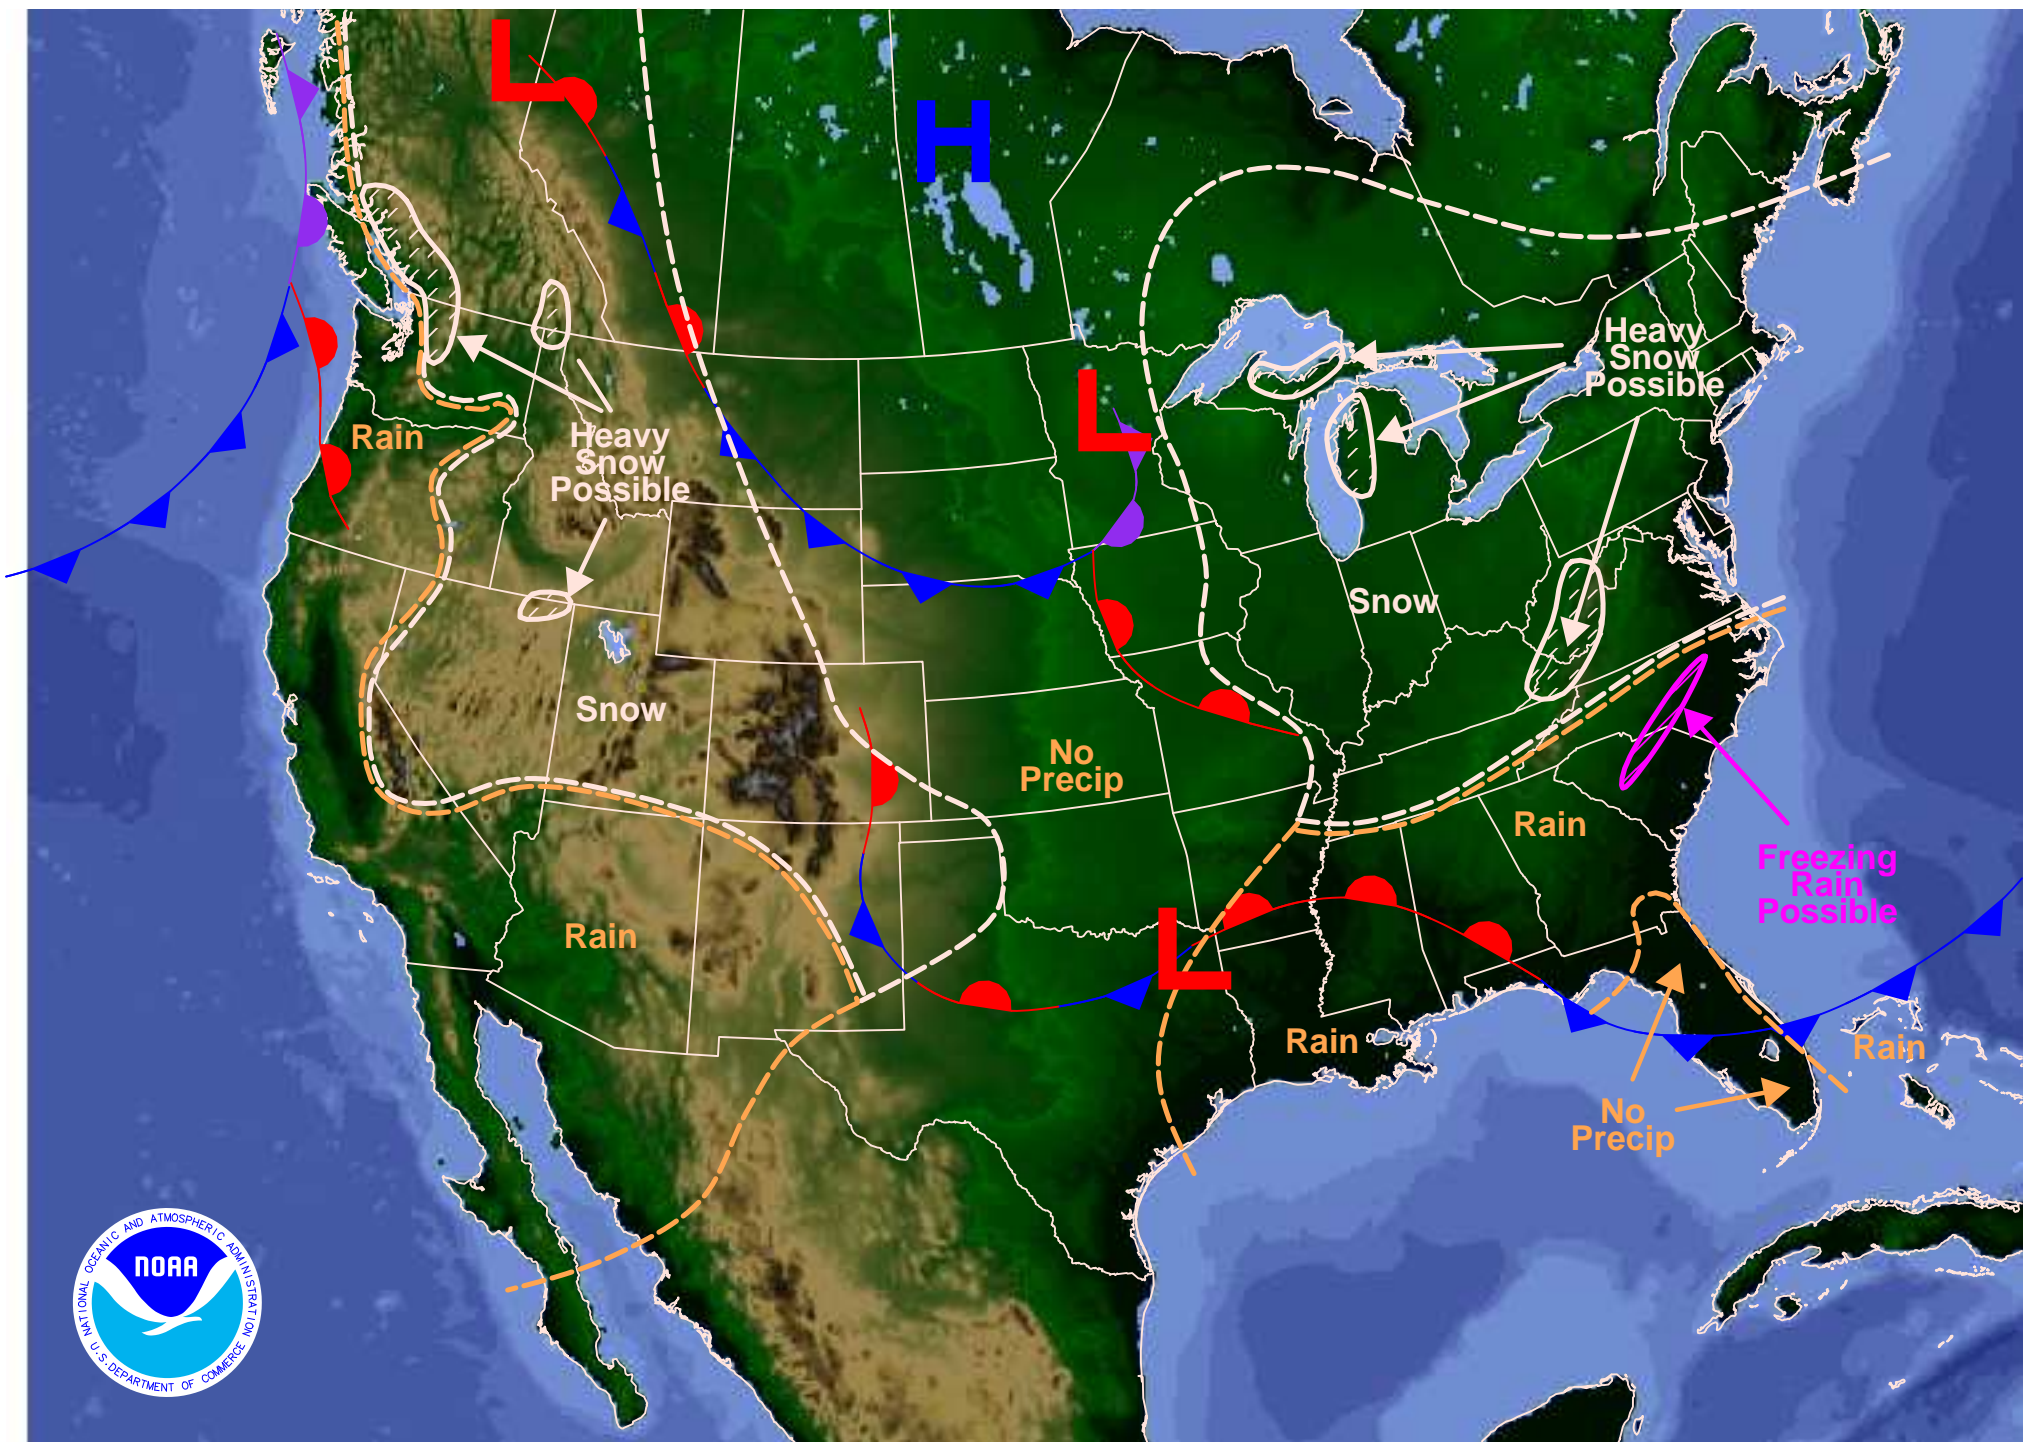 L
H
Heavy
Snow
Possible
L
Rain
Heavy
Snow
Possible
Snow
Snow
No
Precip
Rain
Freezing
Rain
Possible
Rain
L
Rain
Rain
No
Precip
NATIONAL OCEANIC AND ATMOSPHERIC ADMINISTRATION
NOAA
U.S. DEPARTMENT OF COMMERCE